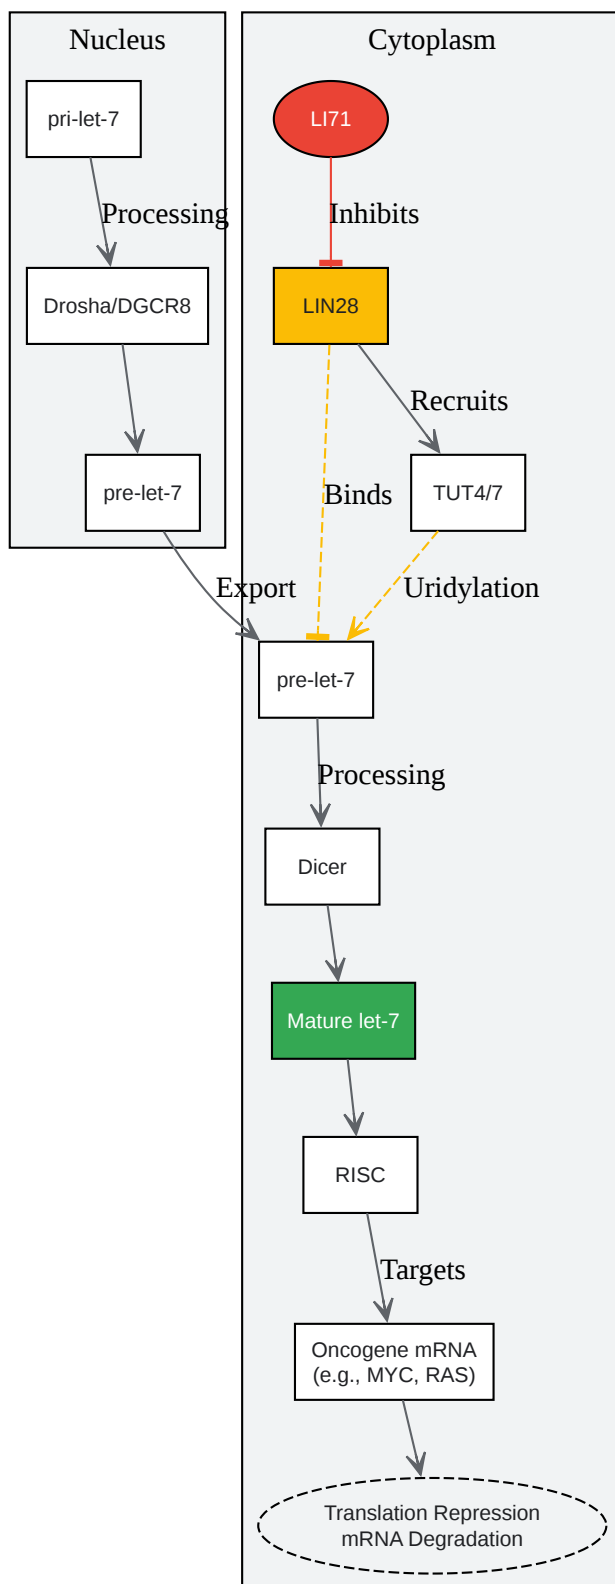 Nucleus
Cytoplasm
pri-let-7
LI71
Processing
Inhibits
Drosha/DGCR8
LIN28
Recruits
pre-let-7
Binds
TUT4/7
Export
Uridylation
pre-let-7
Processing
Dicer
Mature let-7
RISC
Targets
Oncogene mRNA
(e.g., MYC, RAS)
Translation Repression
mRNA Degradation